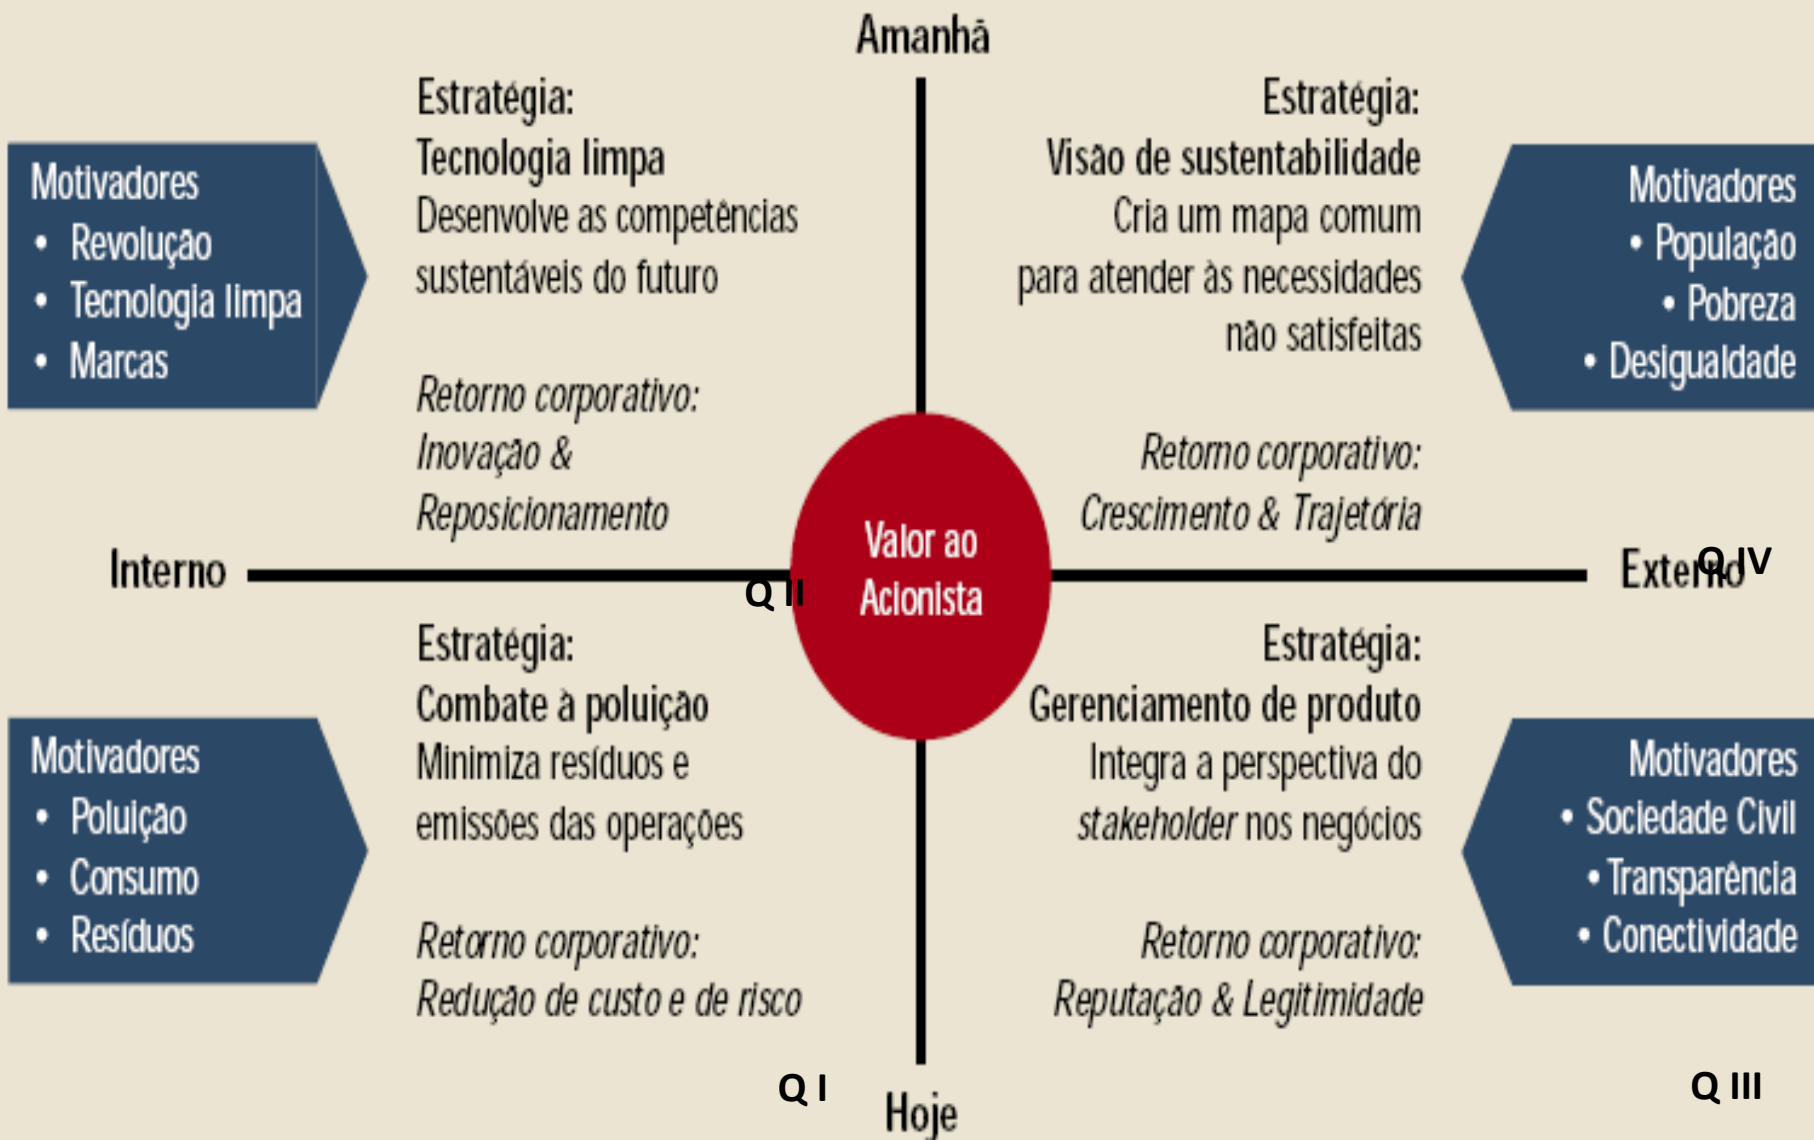 Amanhã
Motivadores
• Revolução
• Tecnologia limpa
• Marcas
Estratégia:
Tecnologia limpa
Desenvolve as competências
sustentáveis do futuro
Retorno corporativo:
Inovação &
Reposicionamento
Estratégia:
Visão de sustentabilidade
Cria um mapa comum
para atender às necessidades
não satisfeitas
Retorno corporativo:
Crescimento & Trajetória
Motivadores
• População
• Pobreza
• Desigualdade
Interno
Q II
Valor ao
Acionista
Externo
Q IV
Motivadores
• Poluição
• Consumo
• Resíduos
Estratégia:
Combate à poluição
Minimiza resíduos e
emissões das operações
Retorno corporativo:
Redução de custo e de risco
Estratégia:
Gerenciamento de produto
Integra a perspectiva do
stakeholder nos negócios
Retorno corporativo:
Reputação & Legitimidade
Motivadores
• Sociedade Civil
• Transparência
• Conectividade
Q I
Hoje
Q III